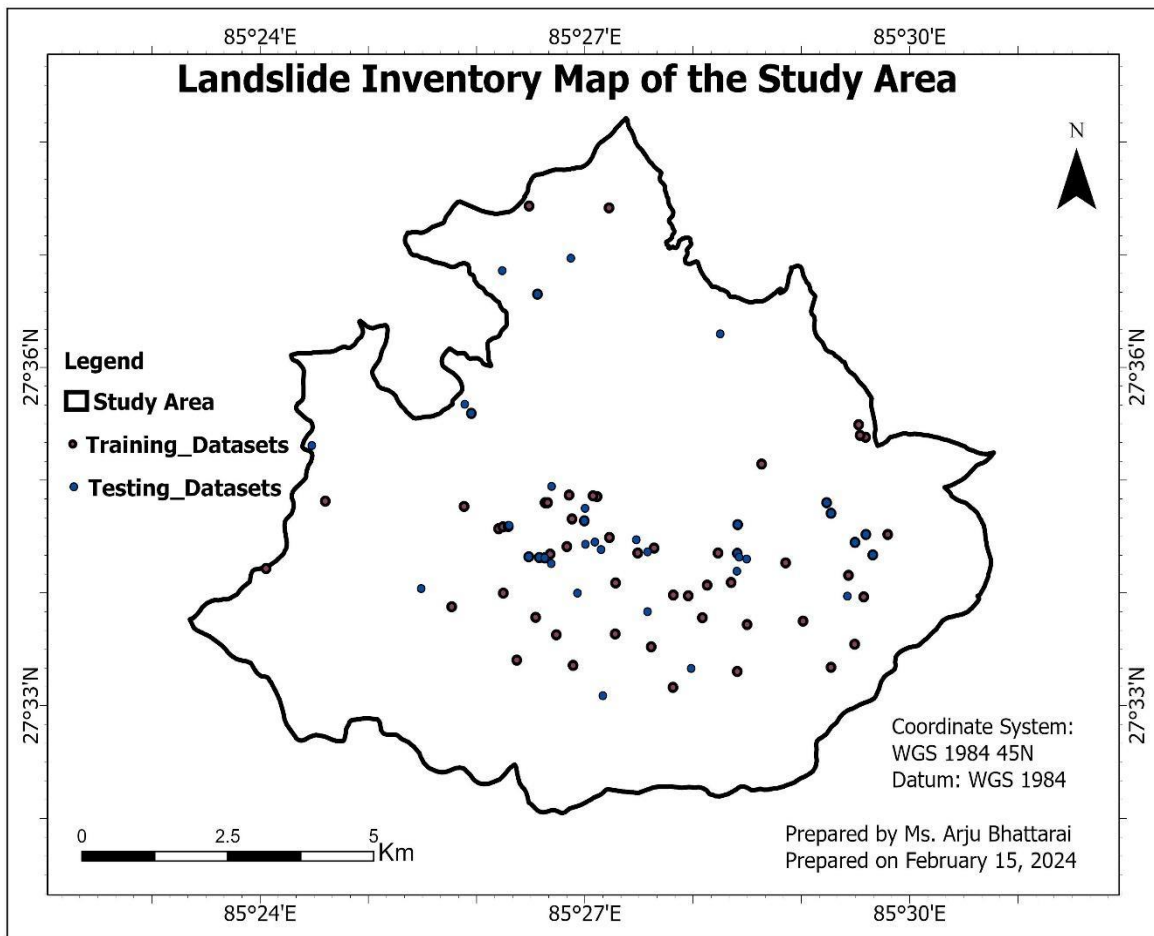 85°24'E 85°27'E 85°30'E
Landslide Inventory Map of the Study Area
N
27°36'N 27°36'N
Legend
Study Area
Training_Datasets
Testing_Datasets
27°33'N 27°33'N
Coordinate System:
WGS 1984 45N
Datum: WGS 1984
0 2.5 5
Km
Prepared by Ms. Arju Bhattarai
Prepared on February 15, 2024
85°24'E 85°27'E 85°30'E